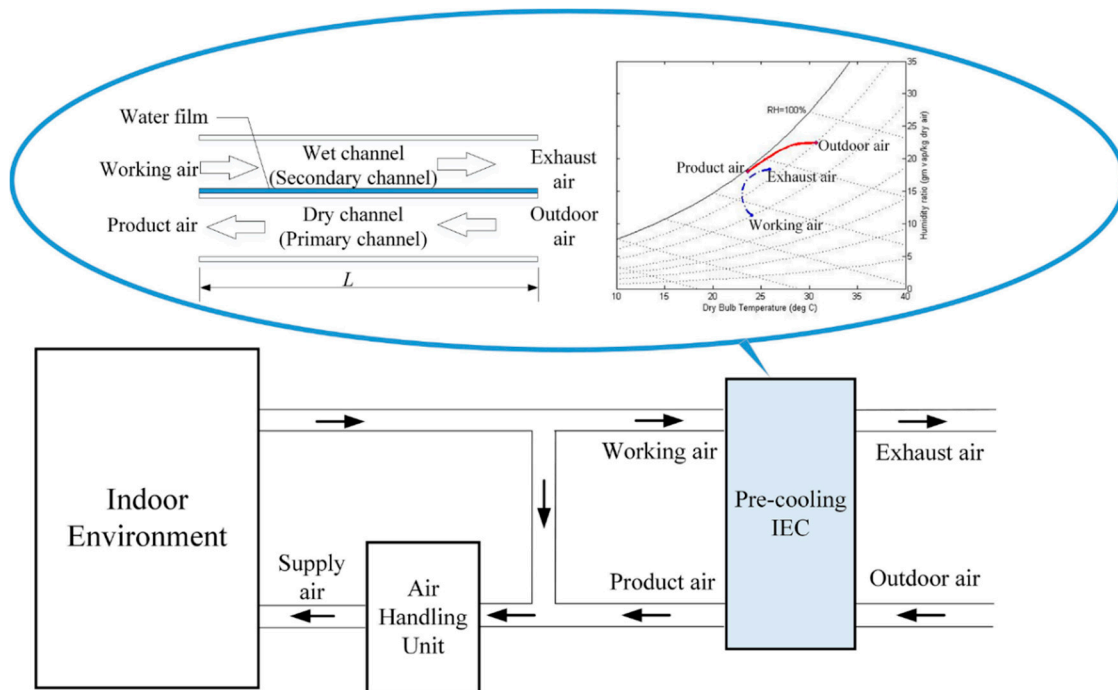 Water film
Working air
Wet channel
(Secondary channel)
Exhaust
air
Product air
Dry channel
(Primary channel)
Outdoor
air
L
RH=100%
Outdoor air
Product air
Exhaust air
Working air
35
30
25
20
15
10
5
0
Humidity ratio (gm vap/kg dry air)
10
15
20
25
30
35
40
Dry Bulb Temperature (deg C)
Indoor
Environment
Working air
Exhaust air
Pre-cooling
IEC
Supply
air
Air
Handling
Unit
Product air
Outdoor air